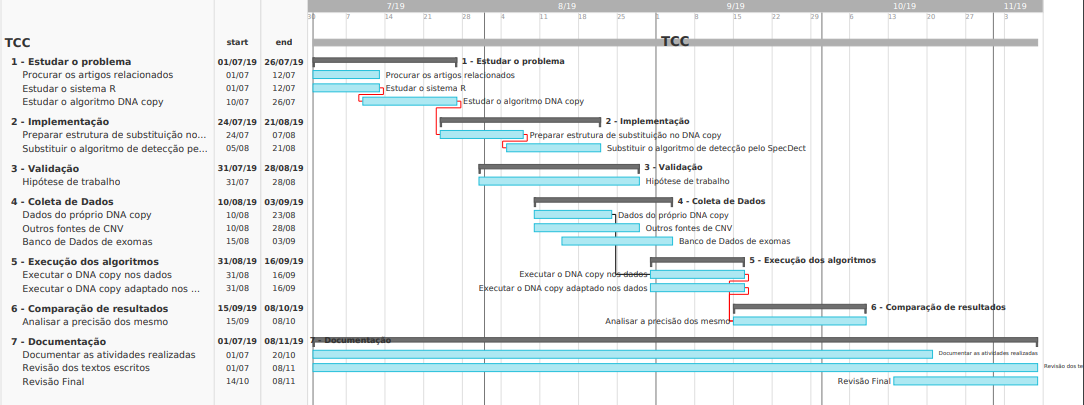 7/19 8/19 9/19 10/19 11/19
30 7 14 21 28 4 11 18 25 1 8 15 22 29 6 13 20 27 3
TCC start end TCC
1 - Estudar o problema 01/07/19 26/07/19 1 - Estudar o problema
Procurar os artigos relacionados 01/07 12/07 Procurar os artigos relacionados
Estudar o sistema R 01/07 12/07 Estudar o sistema R
Estudar o algoritmo DNA copy 10/07 26/07 Estudar o algoritmo DNA copy
2 - Implementação 24/07/19 21/08/19 2 - Implementação
Preparar estrutura de substituição no... 24/07 07/08 Preparar estrutura de substituição no DNA copy
Substituir o algoritmo de detecção pe... 05/08 21/08 Substituir o algoritmo de detecção pelo SpecDect
3 - Validação 31/07/19 28/08/19 3 - Validação
Hipótese de trabalho 31/07 28/08 Hipótese de trabalho
4 - Coleta de Dados 10/08/19 03/09/19 4 - Coleta de Dados
Dados do próprio DNA copy 10/08 23/08 Dados do próprio DNA copy
Outros fontes de CNV 10/08 28/08 Outros fontes de CNV
Banco de Dados de exomas 15/08 03/09 Banco de Dados de exomas
5 - Execução dos algoritmos 31/08/19 16/09/19 5 - Execução dos algoritmos
Executar o DNA copy nos dados 31/08 16/09 Executar o DNA copy nos dados
Executar o DNA copy adaptado nos ... 31/08 16/09 Executar o DNA copy adaptado nos dados
6 - Comparação de resultados 15/09/19 08/10/19 6 - Comparação de resultados
Analisar a precisão dos mesmo 15/09 08/10 Analisar a precisão dos mesmo
7 - Documentação 01/07/19 08/11/19 7 - Documentação
Documentar as atividades realizadas 01/07 20/10 Documentar as atividades realizadas
Revisão dos textos escritos 01/07 08/11 Revisão dos te
Revisão Final 14/10 08/11 Revisão Final